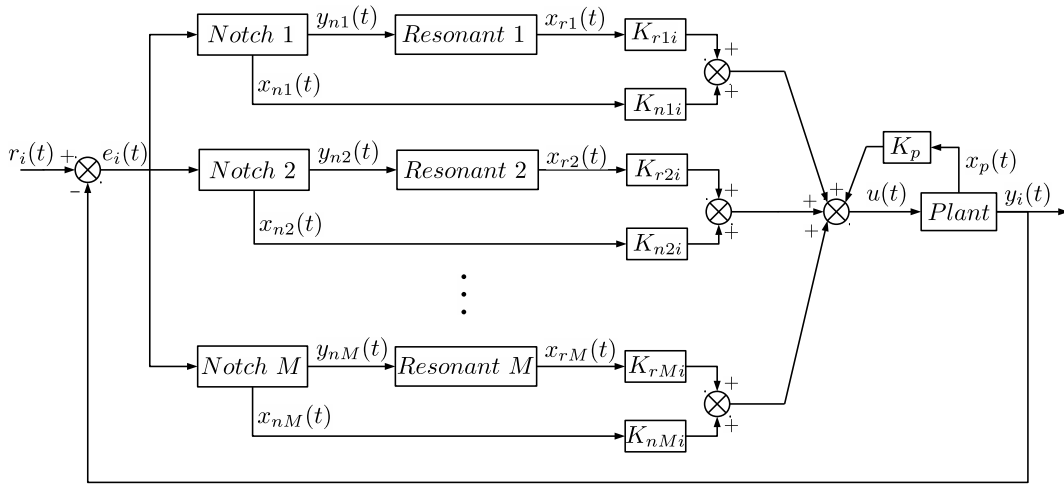 y_{n1}(t)
x_{r1}(t)
Notch 1
Resonant 1
K_{r1i}
+
x_{n1}(t)
K_{n1i}
+
r_i(t)
+
e_i(t)
-
y_{n2}(t)
x_{r2}(t)
Notch 2
Resonant 2
K_{r2i}
+
x_{n2}(t)
K_{n2i}
+
+
+
+
K_p
x_p(t)
u(t)
Plant
y_i(t)
y_{nM}(t)
x_{rM}(t)
Notch M
Resonant M
K_{rMi}
+
x_{nM}(t)
K_{nMi}
+